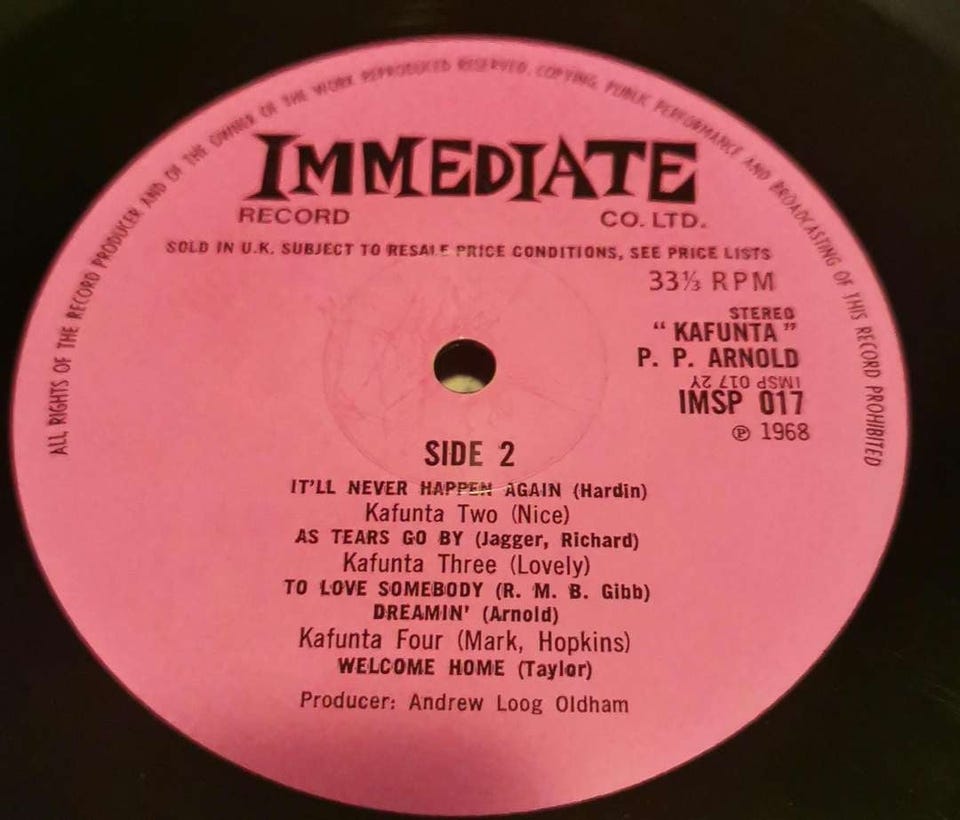 ALL RIGHTS OF THE RECORD PRODUCER AND OF THE OWNER OF THE WORK REPRODUCED RESERVED. COPYING, PUBLIC PERFORMANCE AND BROADCASTING OF THIS RECORD PROHIBITED
IMMEDIATE
RECORD CO. LTD.
SOLD IN U.K. SUBJECT TO RESALE PRICE CONDITIONS, SEE PRICE LISTS
33⅓ RPM
STEREO
“ KAFUNTA ”
P. P. ARNOLD
IMSP 017 2Y
IMSP 017
℗ 1968
SIDE 2
IT'LL NEVER HAPPEN AGAIN (Hardin)
Kafunta Two (Nice)
AS TEARS GO BY (Jagger, Richard)
Kafunta Three (Lovely)
TO LOVE SOMEBODY (R. M. B. Gibb)
DREAMIN' (Arnold)
Kafunta Four (Mark, Hopkins)
WELCOME HOME (Taylor)
Producer: Andrew Loog Oldham